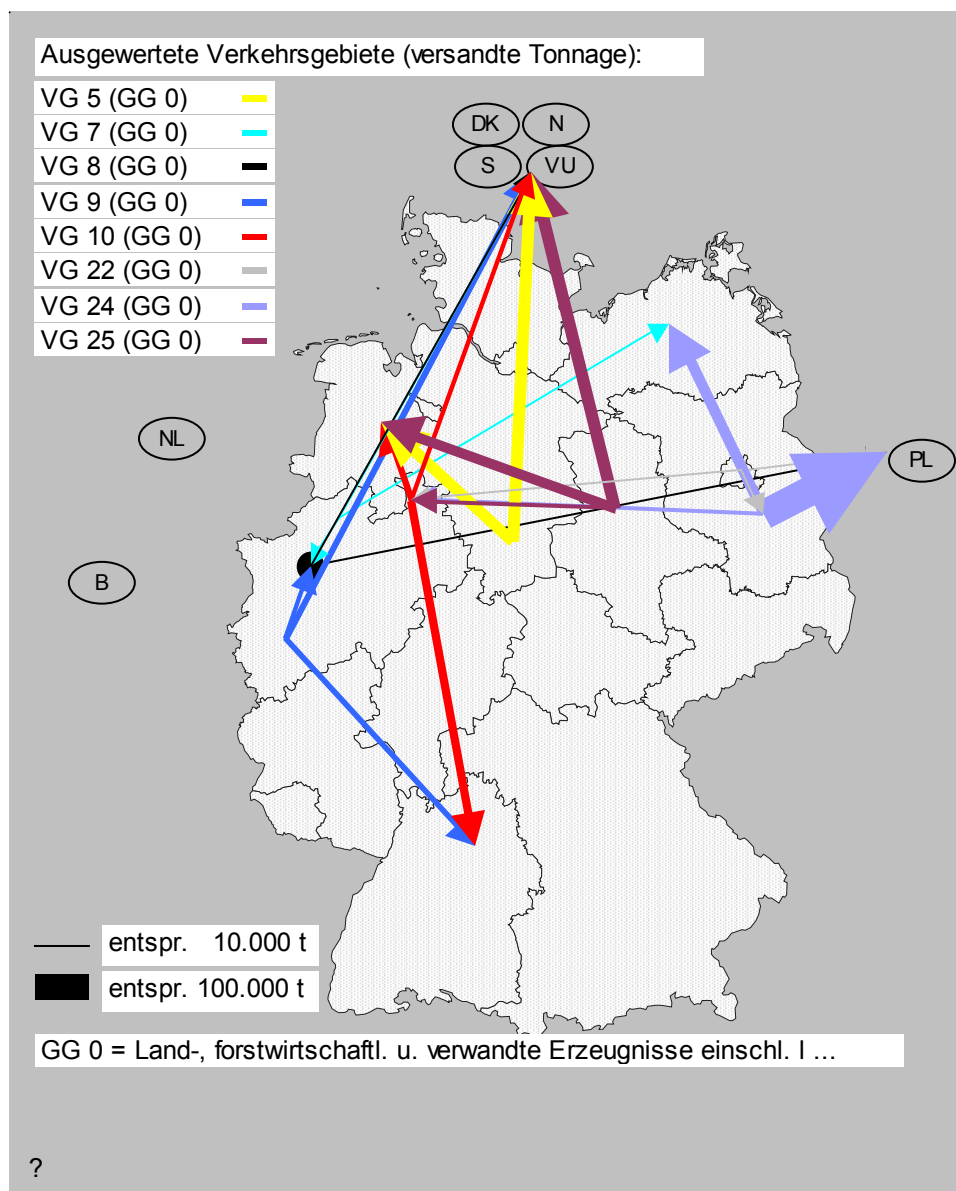 Ausgewertete Verkehrsgebiete (versandte Tonnage):
VG 5 (GG 0)
VG 7 (GG 0)
VG 8 (GG 0)
VG 9 (GG 0)
VG 10 (GG 0)
VG 22 (GG 0)
VG 24 (GG 0)
VG 25 (GG 0)
DK N
S VU
NL
PL
B
entspr. 10.000 t
entspr. 100.000 t
GG 0 = Land-, forstwirtschaftl. u. verwandte Erzeugnisse einschl. l ...
?